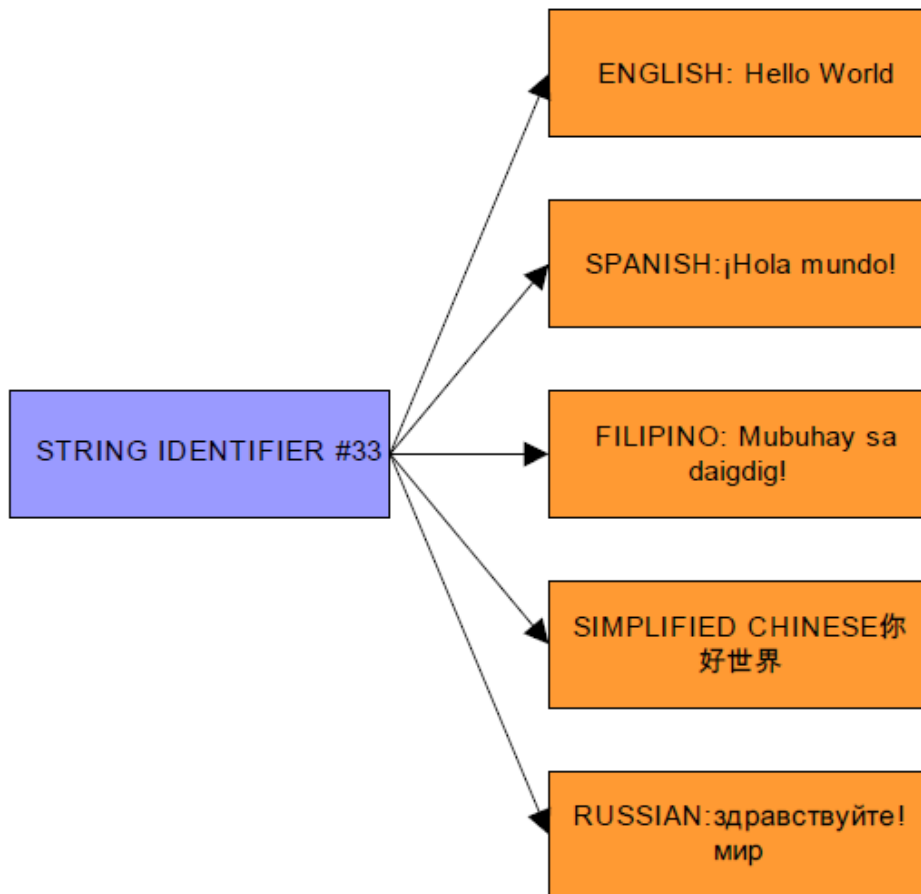 ENGLISH: Hello World
SPANISH:¡Hola mundo!
STRING IDENTIFIER #33
FILIPINO: Mubuhay sa
daigdig!
SIMPLIFIED CHINESE你
好世界
RUSSIAN:здравствуйте!
мир